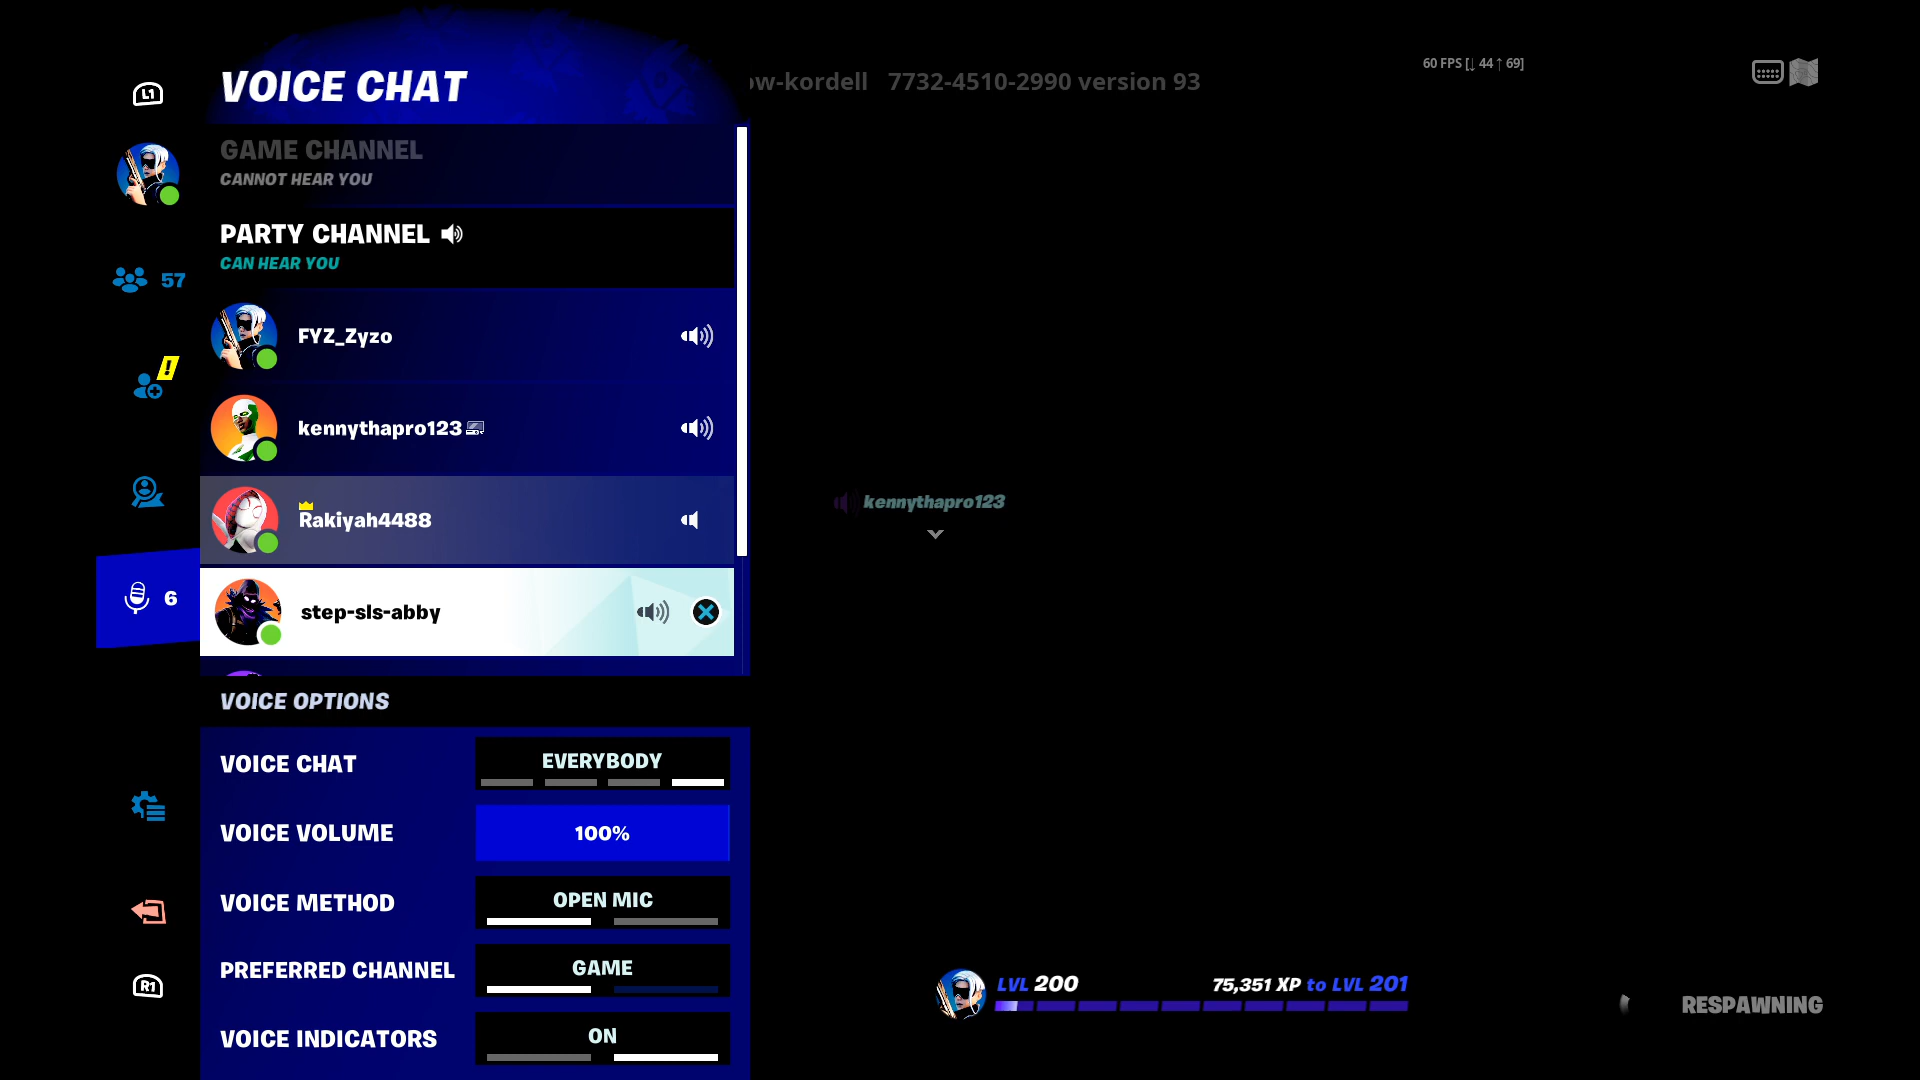 L1
VOICE CHAT
ow-kordell 7732-4510-2990 version 93
60 FPS [↓ 44 ↑ 69]
GAME CHANNEL
CANNOT HEAR YOU
PARTY CHANNEL
CAN HEAR YOU
57
FYZ_Zyzo
!
kennythapro123
Rakiyah4488
kennythapro123
6
step-sls-abby
VOICE OPTIONS
VOICE CHAT
EVERYBODY
VOICE VOLUME
100%
VOICE METHOD
OPEN MIC
PREFERRED CHANNEL
GAME
R1
LVL 200
75,351 XP to LVL 201
RESPAWNING
VOICE INDICATORS
ON